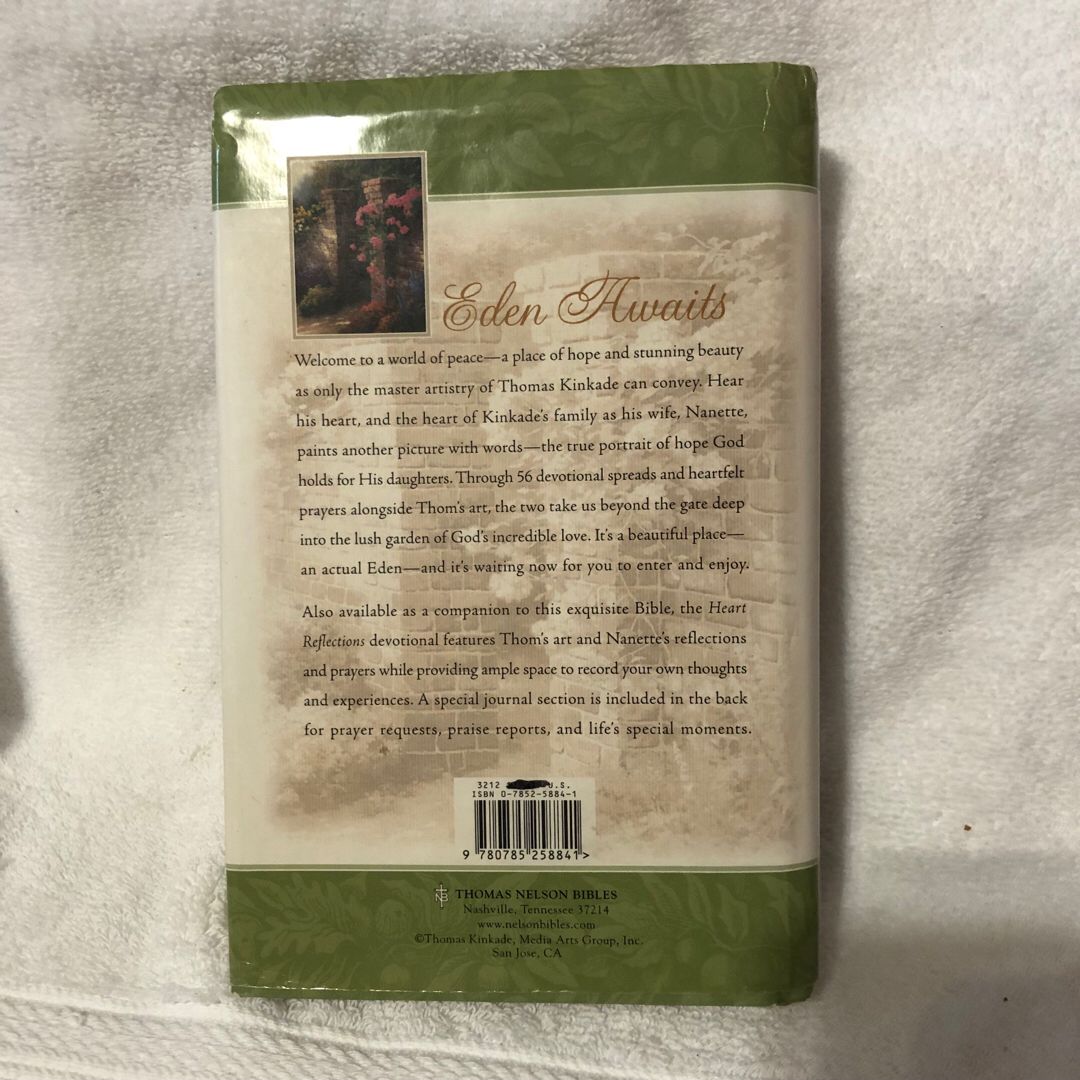 Eden Awaits
Welcome to a world of peace—a place of hope and stunning beauty
as only the master artistry of Thomas Kinkade can convey. Hear
his heart, and the heart of Kinkade's family as his wife, Nanette,
paints another picture with words—the true portrait of hope God
holds for His daughters. Through 56 devotional spreads and heartfelt
prayers alongside Thom's art, the two take us beyond the gate deep
into the lush garden of God's incredible love. It's a beautiful place—
an actual Eden—and it's waiting now for you to enter and enjoy.
Also available as a companion to this exquisite Bible, the Heart
Reflections devotional features Thom's art and Nanette's reflections
and prayers while providing ample space to record your own thoughts
and experiences. A special journal section is included in the back
for prayer requests, praise reports, and life's special moments.
3212 U.S.
ISBN 0-7852-5884-1
9 780785 258841 >
NB THOMAS NELSON BIBLES
Nashville, Tennessee 37214
www.nelsonbibles.com
©Thomas Kinkade, Media Arts Group, Inc.
San Jose, CA